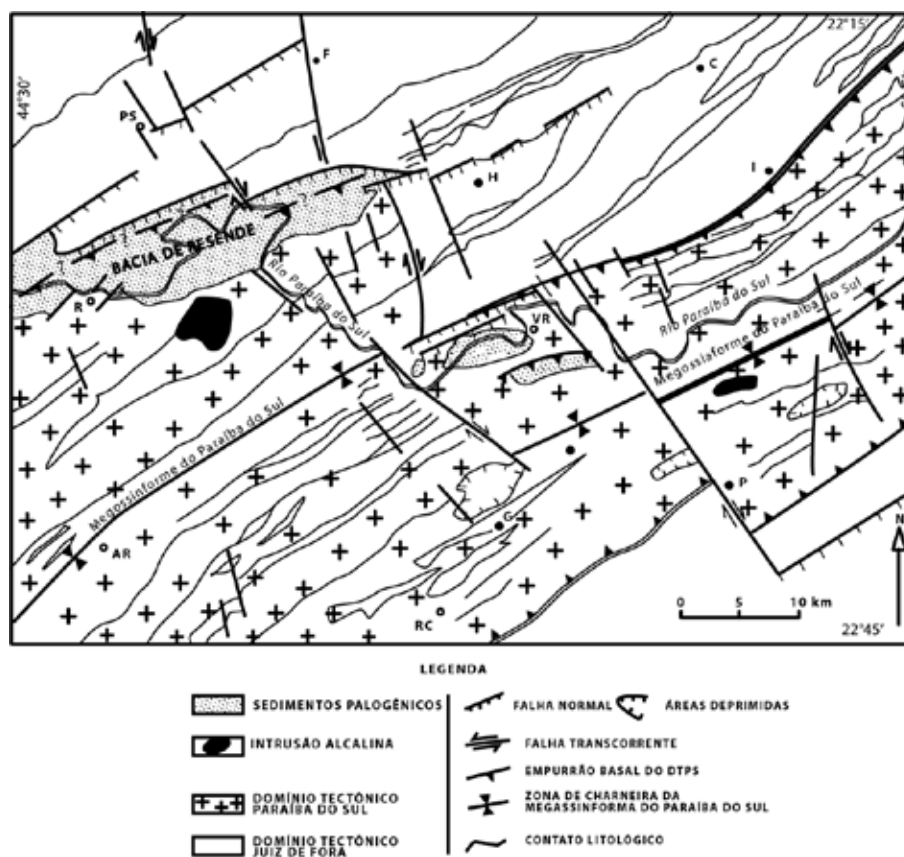 22°15'
44°30'
F
C
PS
H
I
BACIA DE RESENDE
Rio Paraíba do Sul
R
VR
Rio Paraíba do Sul
Megossiaforme do Paraíba do Sul
Megossinforme do Paraíba do Sul
P
G
AR
RC
N
0 5 10 km
22°45'
LEGENDA
SEDIMENTOS PALOGÊNICOS
FALHA NORMAL
ÁREAS DEPRIMIDAS
INTRUSÃO ALCALINA
FALHA TRANSCORRENTE
EMPURRÃO BASAL DO DTPS
DOMÍNIO TECTÔNICO
PARAÍBA DO SUL
ZONA DE CHARNEIRA DA
MEGASSINFORMA DO PARAÍBA DO SUL
DOMÍNIO TECTÔNICO
JUIZ DE FORA
CONTATO LITOLÓGICO